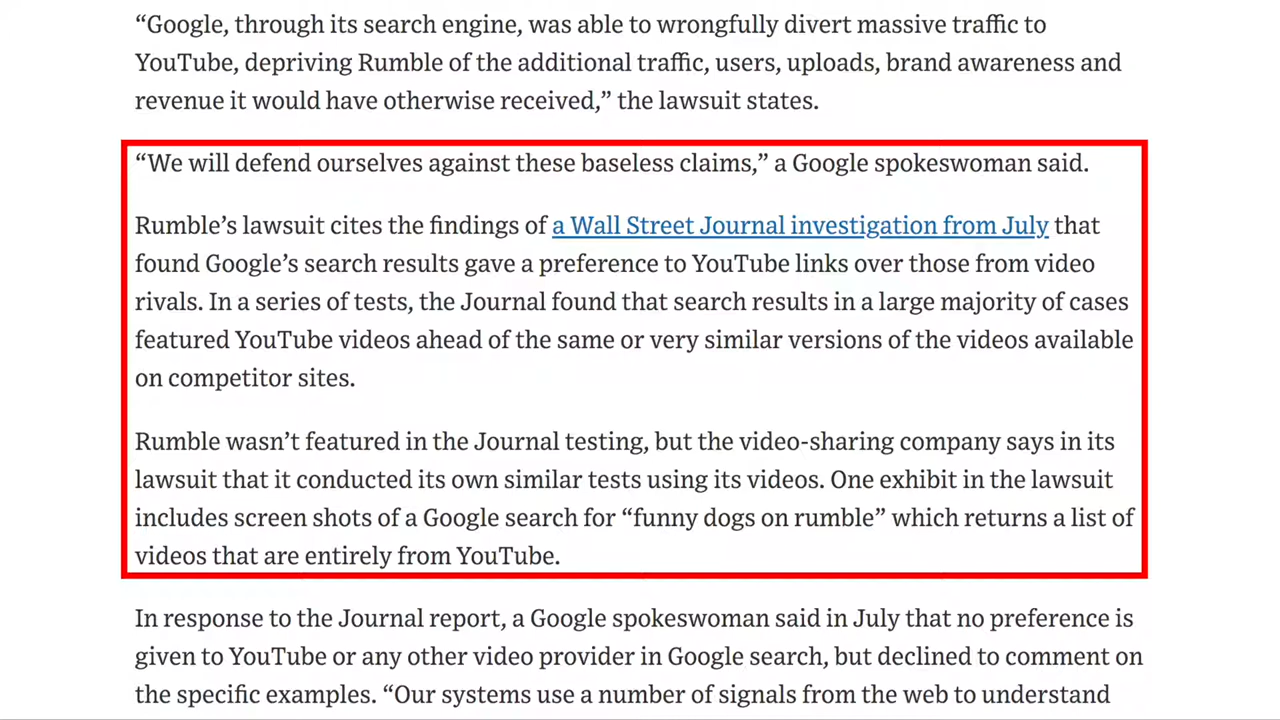 “Google, through its search engine, was able to wrongfully divert massive traffic to
YouTube, depriving Rumble of the additional traffic, users, uploads, brand awareness and
revenue it would have otherwise received,” the lawsuit states.
“We will defend ourselves against these baseless claims,” a Google spokeswoman said.
Rumble’s lawsuit cites the findings of a Wall Street Journal investigation from July that
found Google’s search results gave a preference to YouTube links over those from video
rivals. In a series of tests, the Journal found that search results in a large majority of cases
featured YouTube videos ahead of the same or very similar versions of the videos available
on competitor sites.
Rumble wasn’t featured in the Journal testing, but the video-sharing company says in its
lawsuit that it conducted its own similar tests using its videos. One exhibit in the lawsuit
includes screen shots of a Google search for “funny dogs on rumble” which returns a list of
videos that are entirely from YouTube.
In response to the Journal report, a Google spokeswoman said in July that no preference is
given to YouTube or any other video provider in Google search, but declined to comment on
the specific examples. “Our systems use a number of signals from the web to understand